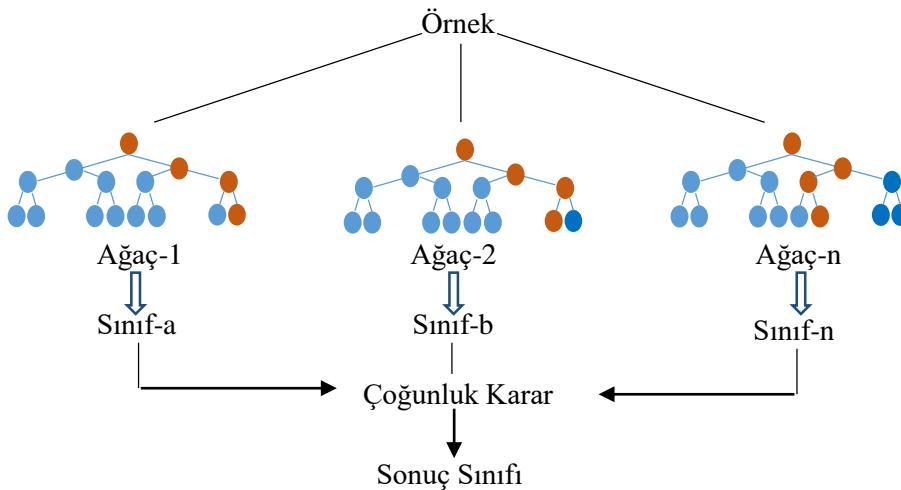 Örnek
Ağaç-1 Ağaç-2 Ağaç-n
Sınıf-a Sınıf-b Sınıf-n
Çoğunluk Karar
Sonuç Sınıfı